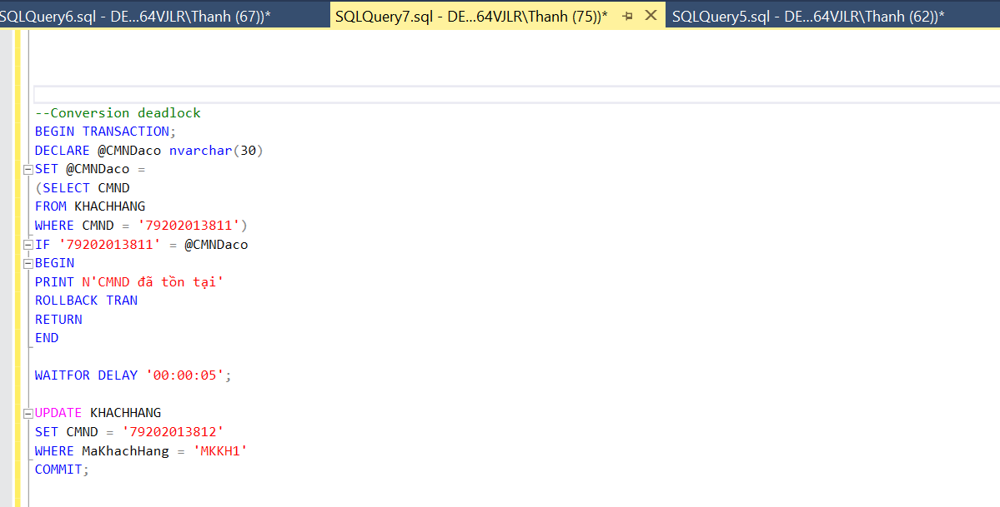 SQLQuery6.sql - DE...64VJLR\Thanh (67))*
SQLQuery7.sql - DE...64VJLR\Thanh (75))*
SQLQuery5.sql - DE...64VJLR\Thanh (62))*
--Conversion deadlock
BEGIN TRANSACTION;
DECLARE @CMNDaco nvarchar(30)
SET @CMNDaco =
(SELECT CMND
FROM KHACHHANG
WHERE CMND = '79202013811')
IF '79202013811' = @CMNDaco
BEGIN
PRINT N'CMND đã tồn tại'
ROLLBACK TRAN
RETURN
END
WAITFOR DELAY '00:00:05';
UPDATE KHACHHANG
SET CMND = '79202013812'
WHERE MaKhachHang = 'MKKH1'
COMMIT;